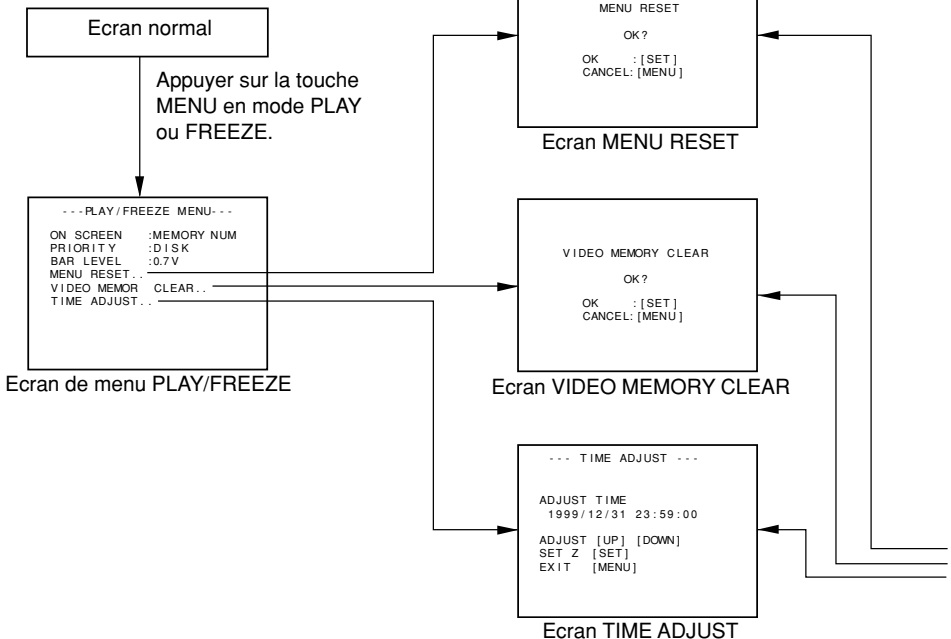 Ecran normal
Appuyer sur la touche
MENU en mode PLAY
ou FREEZE.
---PLAY/FREEZE MENU---
ON SCREEN :MEMORY NUM
PRIORITY :DISK
BAR LEVEL :0.7V
MENU RESET..
VIDEO MEMOR CLEAR..
TIME ADJUST..
Ecran de menu PLAY/FREEZE
MENU RESET
OK?
OK :[SET]
CANCEL:[MENU]
Ecran MENU RESET
VIDEO MEMORY CLEAR
OK?
OK :[SET]
CANCEL:[MENU]
Ecran VIDEO MEMORY CLEAR
--- TIME ADJUST ---
ADJUST TIME
1999/12/31 23:59:00
ADJUST [UP] [DOWN]
SET Z [SET]
EXIT [MENU]
Ecran TIME ADJUST